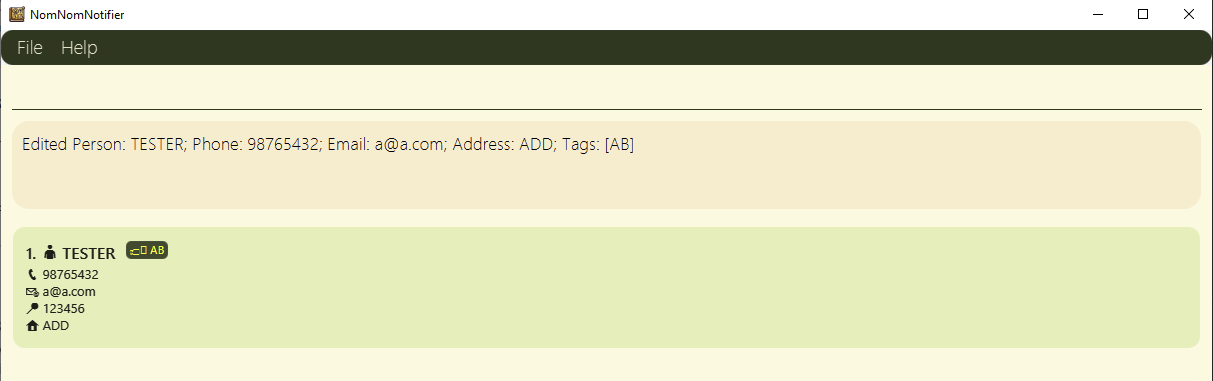 NomNomNotifier
File Help
Edited Person: TESTER; Phone: 98765432; Email: a@a.com; Address: ADD; Tags: [AB]
1. TESTER AB
98765432
a@a.com
123456
ADD